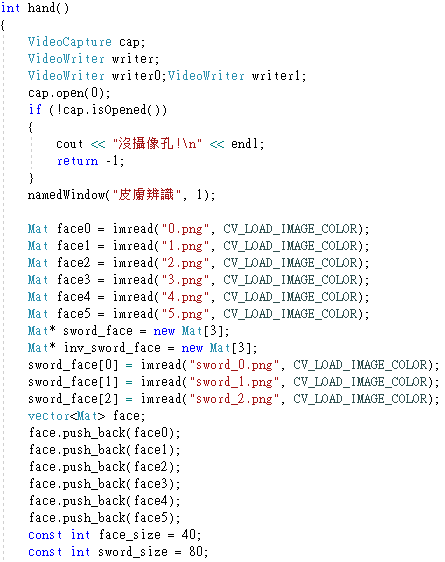 int hand()
{
    VideoCapture cap;
    VideoWriter writer;
    VideoWriter writer0;VideoWriter writer1;
    cap.open(0);
    if (!cap.isOpened())
    {
        cout << "沒攝像孔!\n" << endl;
        return -1;
    }
    namedWindow("皮膚辨識", 1);

    Mat face0 = imread("0.png", CV_LOAD_IMAGE_COLOR);
    Mat face1 = imread("1.png", CV_LOAD_IMAGE_COLOR);
    Mat face2 = imread("2.png", CV_LOAD_IMAGE_COLOR);
    Mat face3 = imread("3.png", CV_LOAD_IMAGE_COLOR);
    Mat face4 = imread("4.png", CV_LOAD_IMAGE_COLOR);
    Mat face5 = imread("5.png", CV_LOAD_IMAGE_COLOR);
    Mat* sword_face = new Mat[3];
    Mat* inv_sword_face = new Mat[3];
    sword_face[0] = imread("sword_0.png", CV_LOAD_IMAGE_COLOR);
    sword_face[1] = imread("sword_1.png", CV_LOAD_IMAGE_COLOR);
    sword_face[2] = imread("sword_2.png", CV_LOAD_IMAGE_COLOR);
    vector<Mat> face;
    face.push_back(face0);
    face.push_back(face1);
    face.push_back(face2);
    face.push_back(face3);
    face.push_back(face4);
    face.push_back(face5);
    const int face_size = 40;
    const int sword_size = 80;